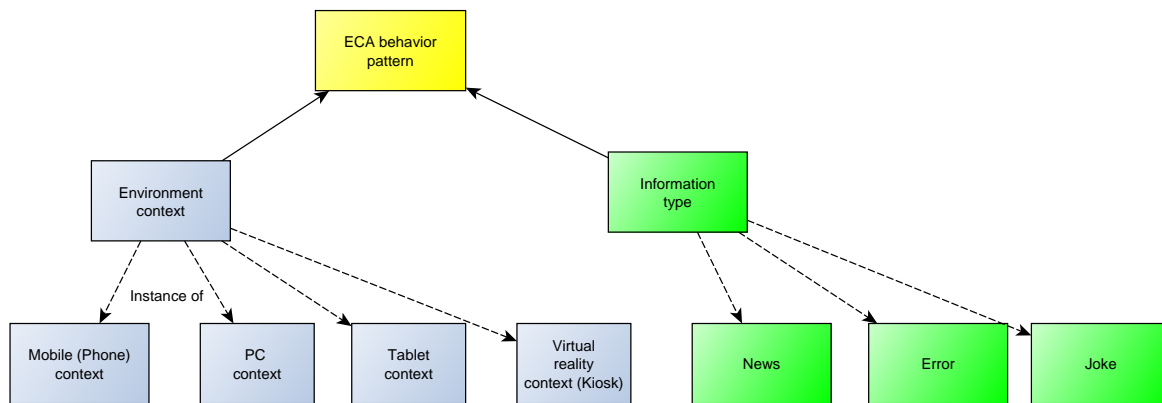 ECA behavior
pattern
Environment
context
Information
type
Instance of
Mobile (Phone)
context
PC
context
Tablet
context
Virtual
reality
context (Kiosk)
News
Error
Joke